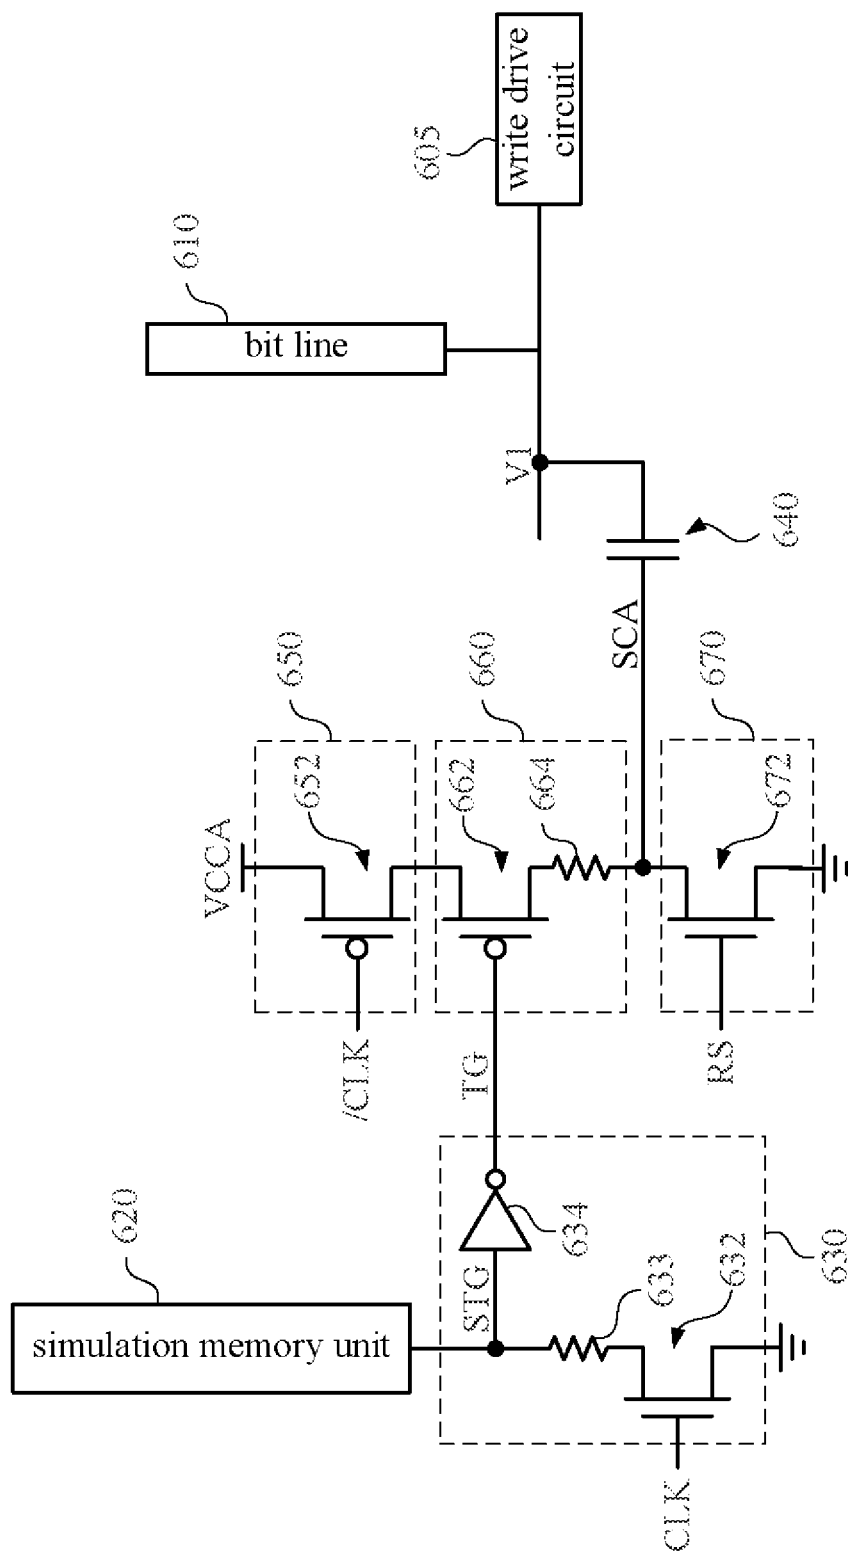 605
write drive
circuit
610
bit line
V1
640
SCA
650
660
670
652
662
664
672
VCCA
/CLK
TG
RS
620
simulation memory unit
STG
634
633
632
630
CLK